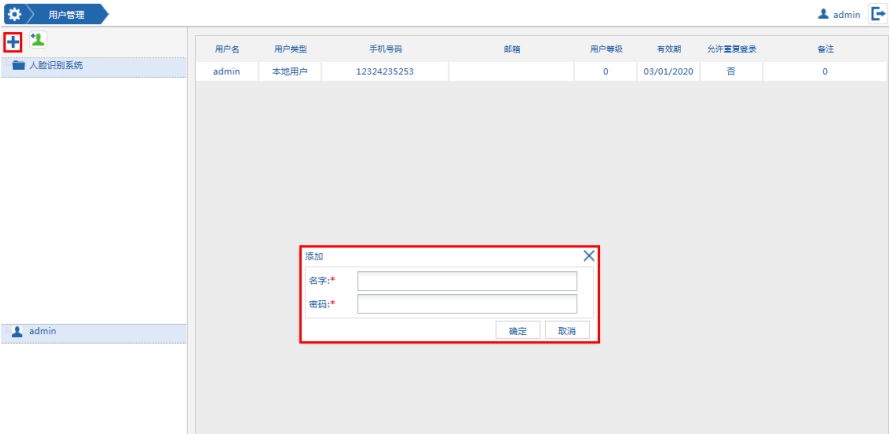 用户管理
admin
人脸识别系统
用户名 用户类型 手机号码 邮箱 用户等级 有效期 允许重复登录 备注
admin 本地用户 12324235253 0 03/01/2020 否 0
添加
名字:*
密码:*
确定 取消
admin